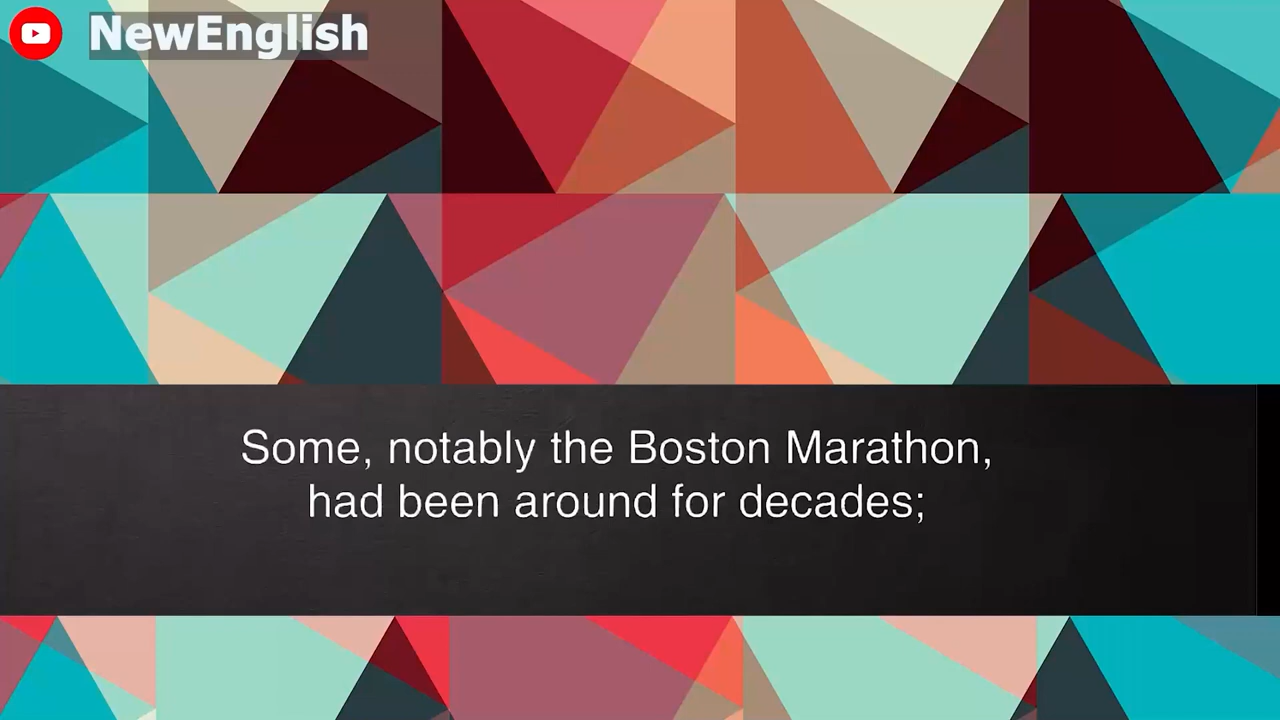 NewEnglish
Some, notably the Boston Marathon,
had been around for decades;